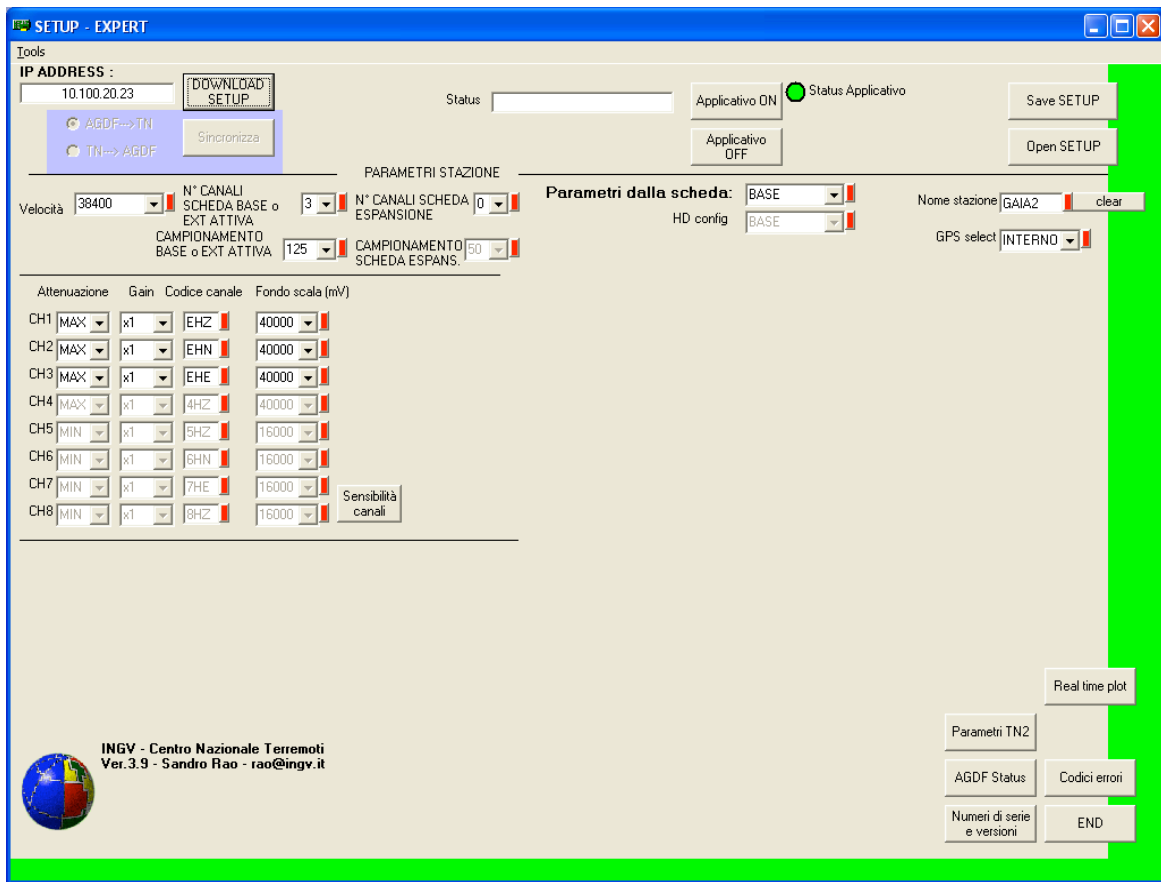 SETUP - EXPERT
Tools
IP ADDRESS :
10.100.20.23
DOWNLOAD
SETUP
AGDF-->TN
TN--> AGDF
Sincronizza
Status
Applicativo ON
Status Applicativo
Applicativo
OFF
Save SETUP
Open SETUP
PARAMETRI STAZIONE
Velocità 38400
N° CANALI
SCHEDA BASE o
EXT ATTIVA
3
N° CANALI SCHEDA
ESPANSIONE
0
CAMPIONAMENTO
BASE o EXT ATTIVA
125
CAMPIONAMENTO
SCHEDA ESPANS.
50
Parametri dalla scheda: BASE
HD config BASE
Nome stazione GAIA2 clear
GPS select INTERNO
Attenuazione Gain Codice canale Fondo scala (mV)
CH1 MAX x1 EHZ 40000
CH2 MAX x1 EHN 40000
CH3 MAX x1 EHE 40000
CH4 MAX x1 4HZ 40000
CH5 MIN x1 5HZ 16000
CH6 MIN x1 6HN 16000
CH7 MIN x1 7HE 16000
CH8 MIN x1 8HZ 16000
Sensibilità
canali
Real time plot
Parametri TN2
INGV - Centro Nazionale Terremoti
Ver.3.9 - Sandro Rao - rao@ingv.it
AGDF Status
Codici errori
Numeri di serie
e versioni
END